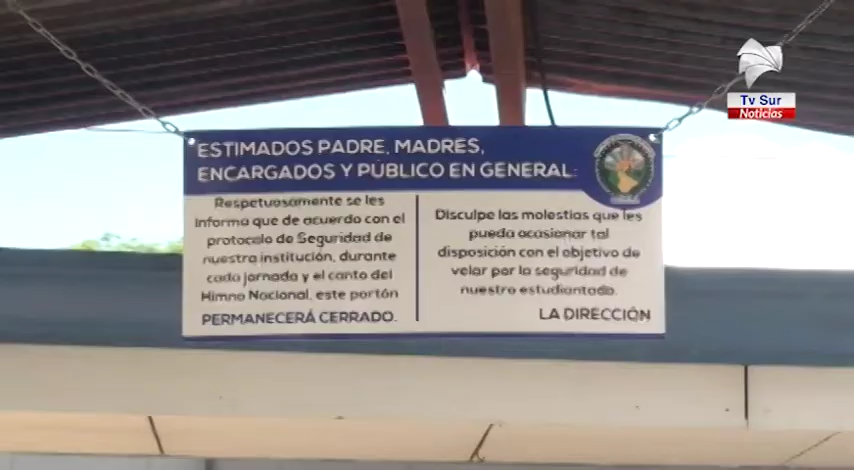 Tv Sur
Noticias
ESTIMADOS PADRE, MADRES,
ENCARGADOS Y PÚBLICO EN GENERAL:
Respetuosamente se les
informa que de acuerdo con el
protocolo de Seguridad de
nuestra institución, durante
cada jornada y el canto del
Himno Nacional, este portón
PERMANECERÁ CERRADO.
Disculpe las molestias que les
pueda ocasionar tal
disposición con el objetivo de
velar por la seguridad de
nuestro estudiantado.
LA DIRECCIÓN